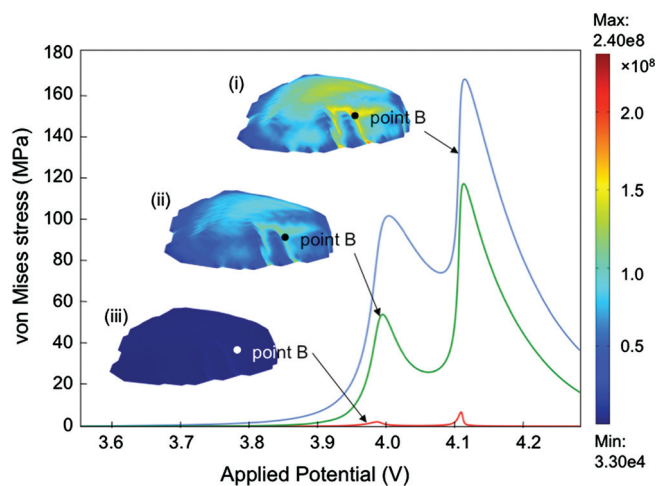 Max:
2.40e8
×10⁸
180
160
140
120
100
80
60
40
20
0
von Mises stress (MPa)
(i)
point B
(ii)
point B
(iii)
point B
3.6 3.7 3.8 3.9 4.0 4.1 4.2
Applied Potential (V)
2.0
1.5
1.0
0.5
Min:
3.30e4